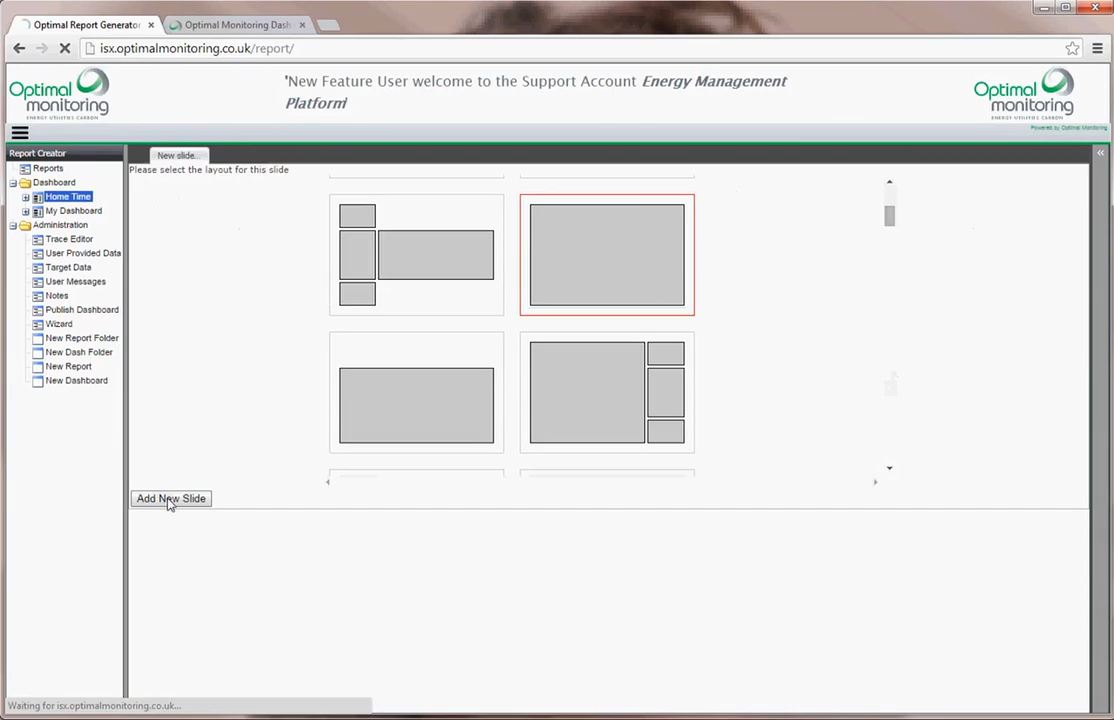 Optimal Report Generator
Optimal Monitoring Dash
isx.optimalmonitoring.co.uk/report/
Optimal
monitoring
ENERGY UTILITIES CARBON
'New Feature User welcome to the Support Account Energy Management
Platform'
Optimal
monitoring
ENERGY UTILITIES CARBON
Powered by Optimal Monitoring
Report Creator
New slide...
Please select the layout for this slide
Reports
Dashboard
Home Time
My Dashboard
Administration
Trace Editor
User Provided Data
Target Data
User Messages
Notes
Publish Dashboard
Wizard
New Report Folder
New Dash Folder
New Report
New Dashboard
Add New Slide
Waiting for isx.optimalmonitoring.co.uk...